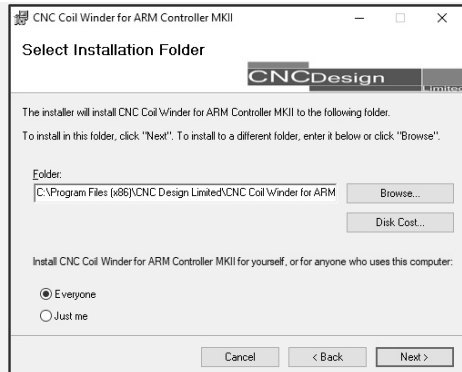 CNC Coil Winder for ARM Controller MKII
Select Installation Folder
CNCDesign
Limited
The installer will install CNC Coil Winder for ARM Controller MKII to the following folder.
To install in this folder, click "Next". To install to a different folder, enter it below or click "Browse".
Folder:
C:\Program Files (x86)\CNC Design Limited\CNC Coil Winder for ARM
Browse...
Disk Cost...
Install CNC Coil Winder for ARM Controller MKII for yourself, or for anyone who uses this computer:
Everyone
Just me
Cancel
< Back
Next >